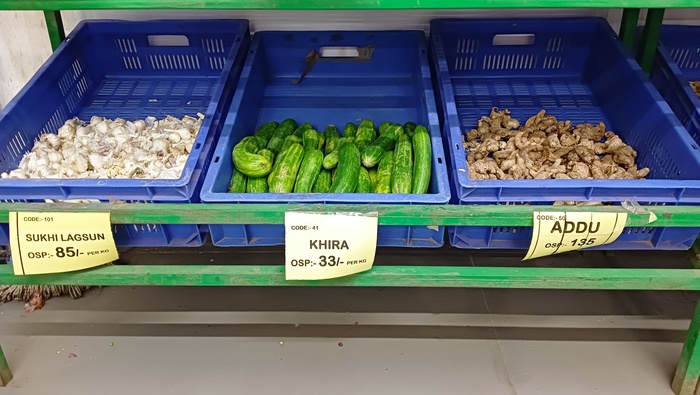 CODE:-101
SUKHI LAGSUN
OSP:- 85/- PER KG
CODE:- 41
KHIRA
OSP:- 33/- PER KG
CODE:- 50
ADDU
OSP:- 135